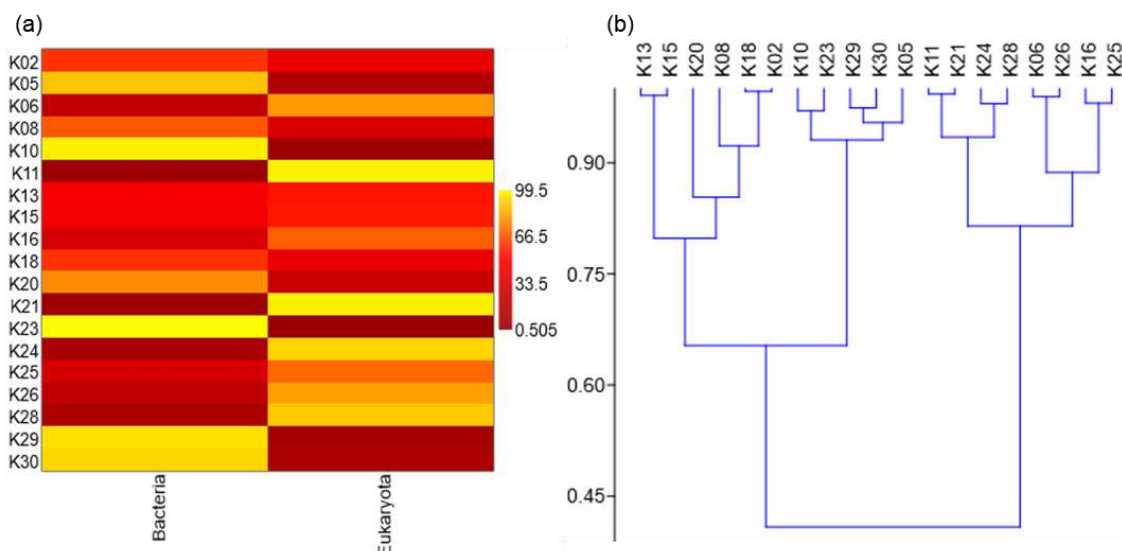 (a)
K02
K05
K06
K08
K10
K11
K13
K15
K16
K18
K20
K21
K23
K24
K25
K26
K28
K29
K30
Bacteria
Eukaryota
99.5
66.5
33.5
0.505
(b)
K13
K15
K20
K08
K18
K02
K10
K23
K29
K30
K05
K11
K21
K24
K28
K06
K26
K16
K25
0.90
0.75
0.60
0.45